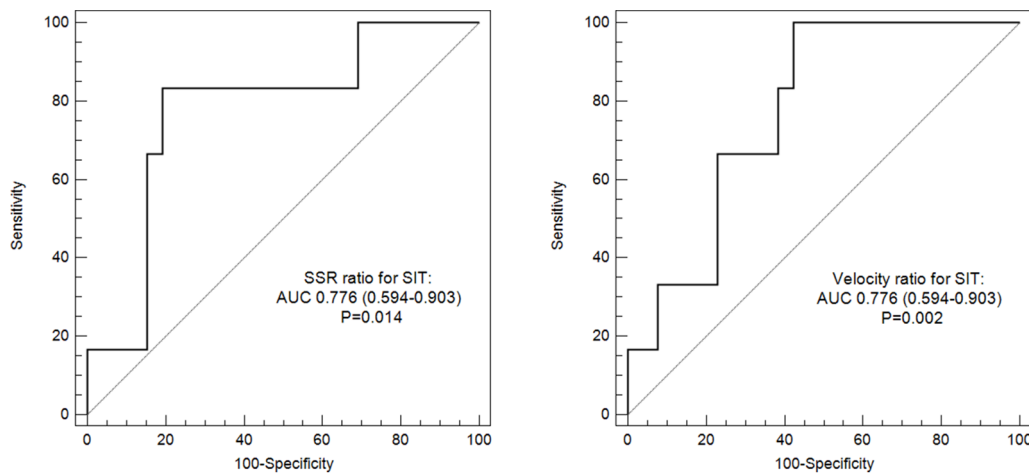 100
80
60
40
20
0
Sensitivity
SSR ratio for SIT:
AUC 0.776 (0.594-0.903)
P=0.014
0 20 40 60 80 100
100-Specificity
100
80
60
40
20
0
Sensitivity
Velocity ratio for SIT:
AUC 0.776 (0.594-0.903)
P=0.002
0 20 40 60 80 100
100-Specificity